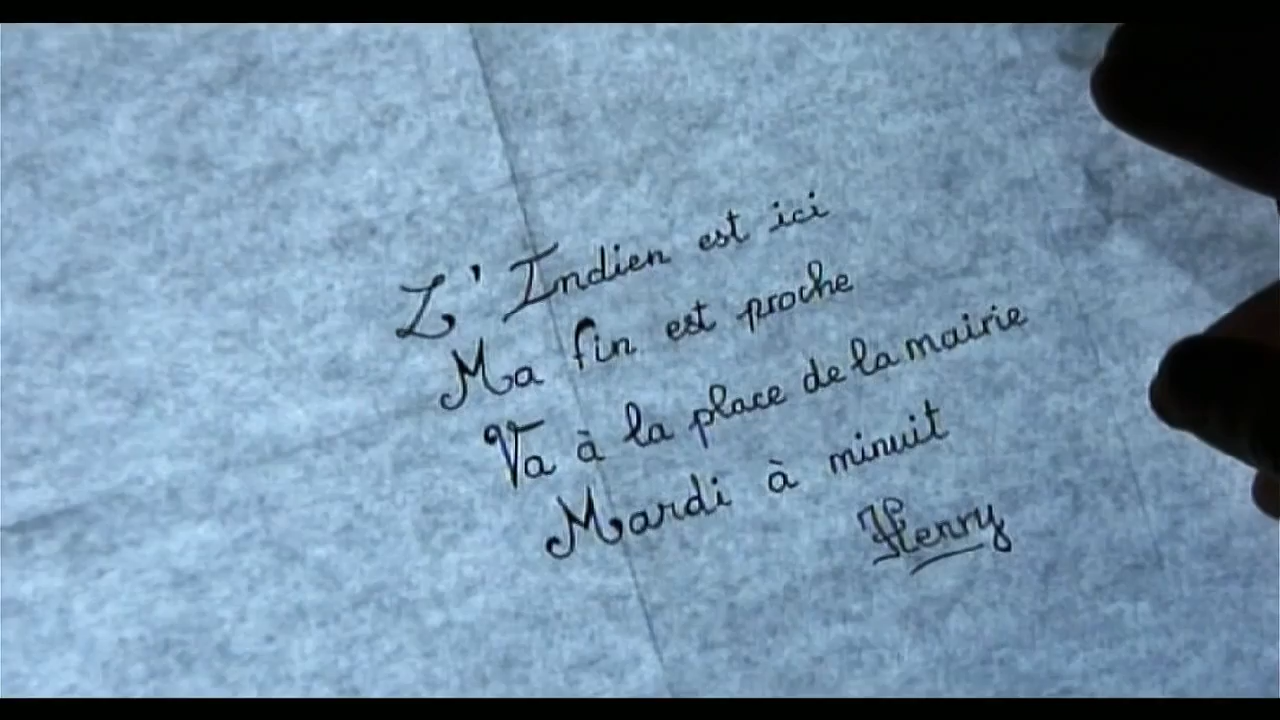 L'Indien est ici
Ma fin est proche
Va à la place de la mairie
Mardi à minuit
Henry